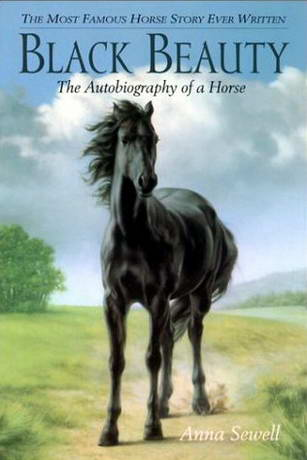 The Most Famous Horse Story Ever Written
Black Beauty
The Autobiography of a Horse
Anna Sewell